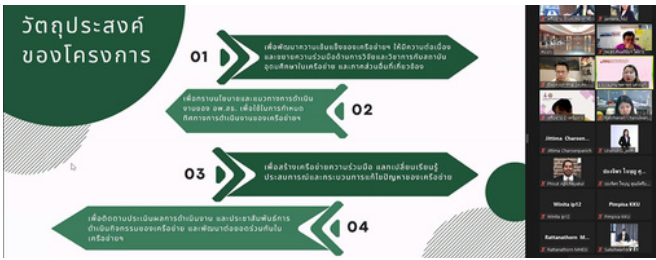 วัตถุประสงค์
ของโครงการ
01
เพื่อพัฒนาความเข้มแข็งของเครือข่ายฯ ให้มีความต่อเนื่อง
และขยายความร่วมมือด้านการวิจัยและวิชาการกับสถาบัน
อุดมศึกษาในเครือข่าย และภาคส่วนอื่นที่เกี่ยวข้อง
เพื่อทราบนโยบายและแนวทางการดำเนิน
งานของ อพ.สธ. เพื่อใช้ในการกำหนด
ทิศทางการดำเนินงานของเครือข่ายฯ
02
03
เพื่อสร้างเครือข่ายความร่วมมือ แลกเปลี่ยนเรียนรู้
ประสบการณ์และกระบวนการแก้ไขปัญหาของเครือข่าย
เพื่อติดตามประเมินผลการดำเนินงาน และประชาสัมพันธ์การ
ดำเนินกิจกรรมของเครือข่าย และพัฒนาต่อยอดร่วมกันใน
เครือข่ายฯ
04
Jittima Charoen...
Jittima Charoenpanich
Winita ip12
Pimpisa KKU
Winita ip12
Pimpisa KKU
Rattanathorn M...